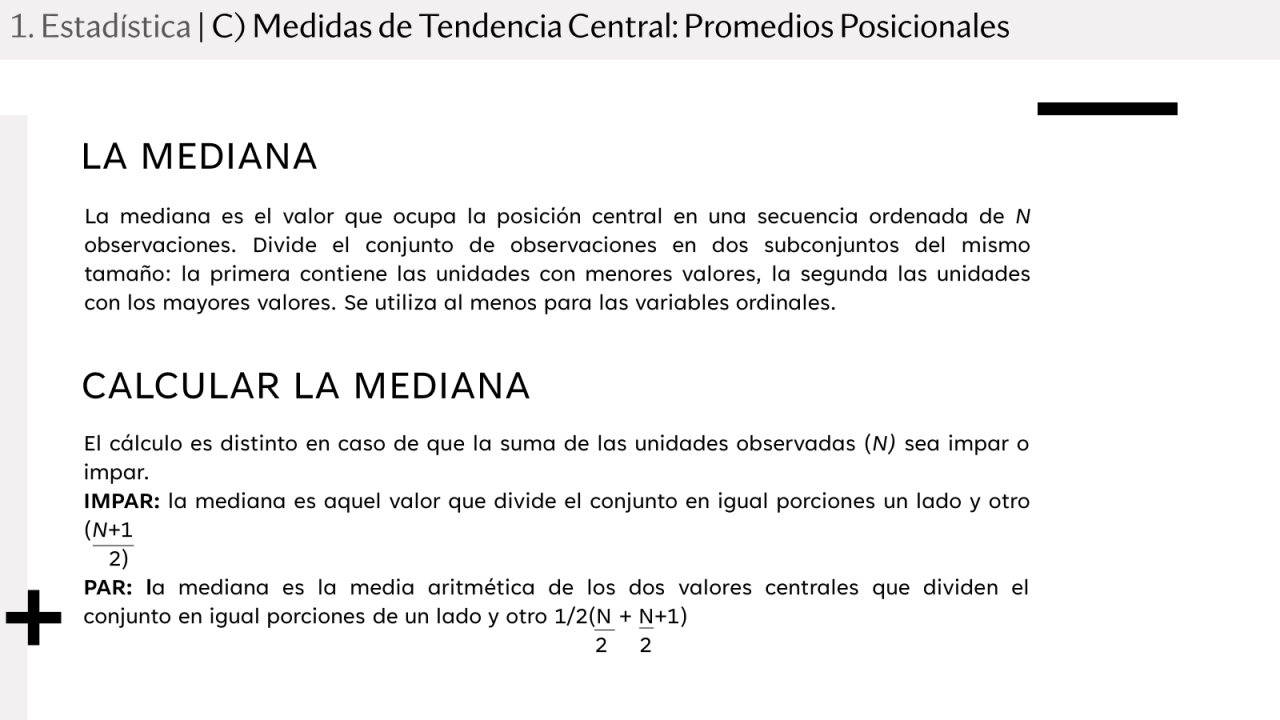 1. Estadística | C) Medidas de Tendencia Central: Promedios Posicionales
LA MEDIANA
La mediana es el valor que ocupa la posición central en una secuencia ordenada de N
observaciones. Divide el conjunto de observaciones en dos subconjuntos del mismo
tamaño: la primera contiene las unidades con menores valores, la segunda las unidades
con los mayores valores. Se utiliza al menos para las variables ordinales.
CALCULAR LA MEDIANA
El cálculo es distinto en caso de que la suma de las unidades observadas (N) sea impar o
impar.
IMPAR: la mediana es aquel valor que divide el conjunto en igual porciones un lado y otro
(N+1
2)
PAR: la mediana es la media aritmética de los dos valores centrales que dividen el
conjunto en igual porciones de un lado y otro 1/2(N + N+1)
2 2